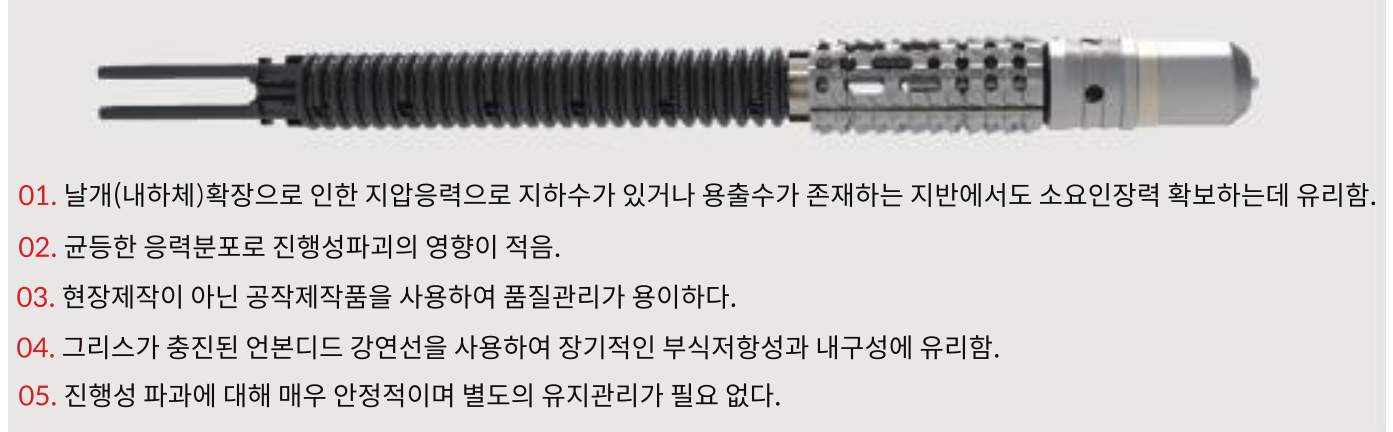 01. 날개(내하체)확장으로 인한 지압응력으로 지하수가 있거나 용출수가 존재하는 지반에서도 소요인장력 확보하는데 유리함.
02. 균등한 응력분포로 진행성파괴의 영향이 적음.
03. 현장제작이 아닌 공작제작품을 사용하여 품질관리가 용이하다.
04. 그리스가 충진된 언본디드 강연선을 사용하여 장기적인 부식저항성과 내구성에 유리함.
05. 진행성 파과에 대해 매우 안정적이며 별도의 유지관리가 필요 없다.